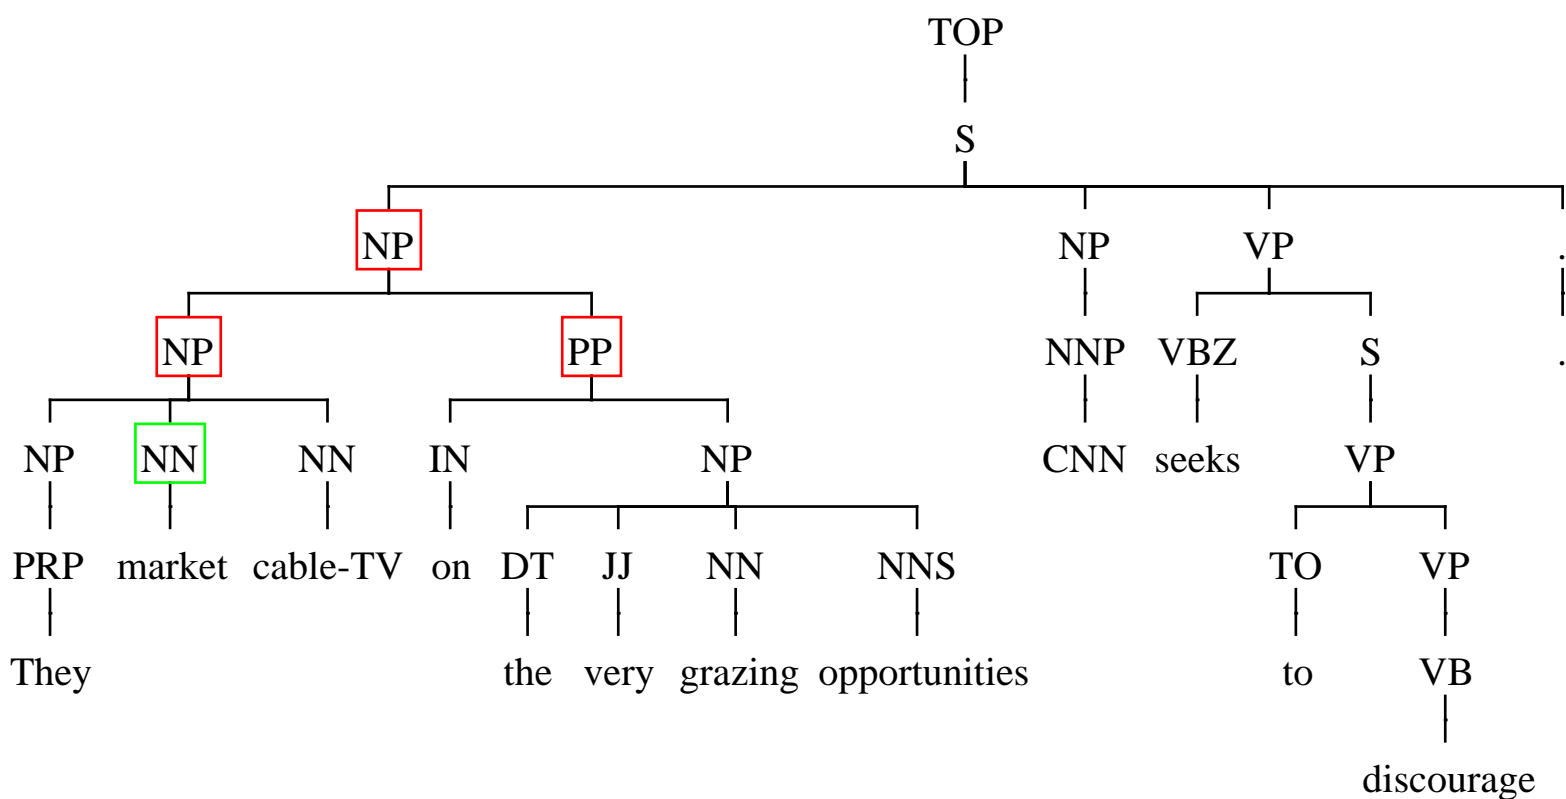 TOP
S
NP NP VP .
NP PP NNP VBZ S .
NP NN NN IN NP CNN seeks VP
PRP market cable-TV on DT JJ NN NNS TO VP
They the very grazing opportunities to VB
discourage